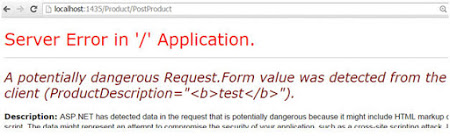 localhost:1435/Product/PostProduct
Server Error in '/' Application.
A potentially dangerous Request.Form value was detected from the
client (ProductDescription="<b>test</b>").
Description: ASP.NET has detected data in the request that is potentially dangerous because it might include HTML markup o
script. The data might represent an attempt to compromise the security of your application, such as a cross-site scripting attack.